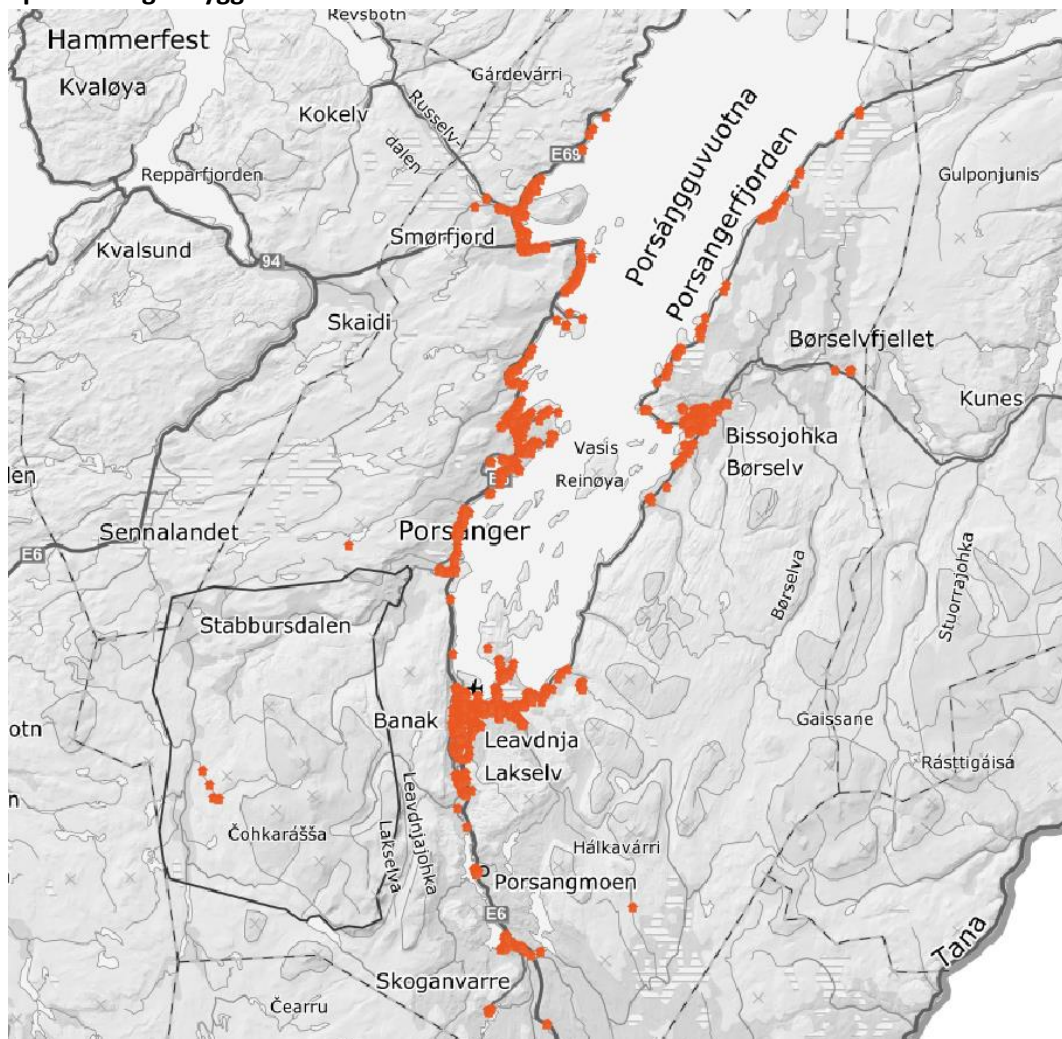 Revsbotn
Hammerfest
Gárdevárri
Kvaløya
Kokelv
Russelv-
dalen
E69
Repparfjorden
Porsáŋgguvuotna
Porsangerfjorden
Gulponjunis
Smørfjord
Kvalsund
94
Skaidi
Børselvfjellet
Kunes
Bissojohka
Børselv
Vasis
Reinøya
Sennalandet
Porsanger
E6
Børselva
Stuorrajohka
Stabbursdalen
Banak
Leavdnja
Lakselv
Gaissane
Rásttigáisá
Leavdnjajohka
Lakselva
Čohkarášša
Hálkavárri
Porsangmoen
E6
Tana
Skoganvarre
Čearru